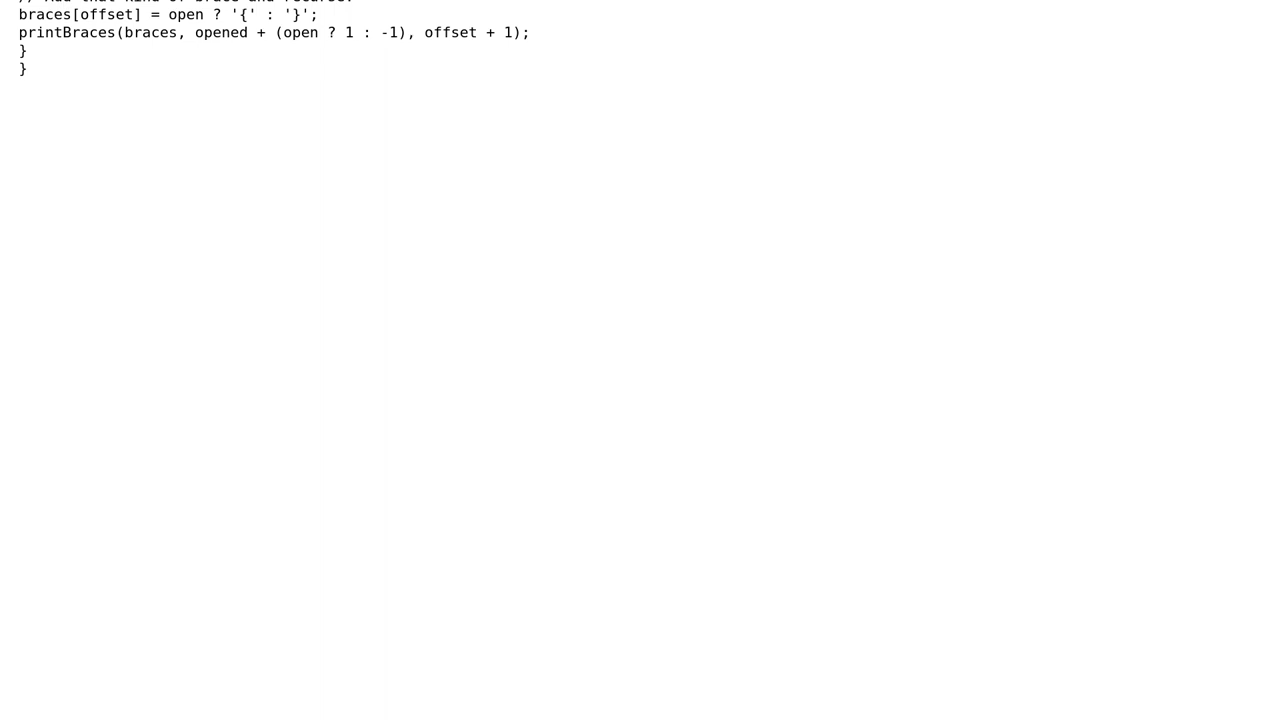 braces[offset] = open ? '{' : '}';
printBraces(braces, opened + (open ? 1 : -1), offset + 1);
}
}